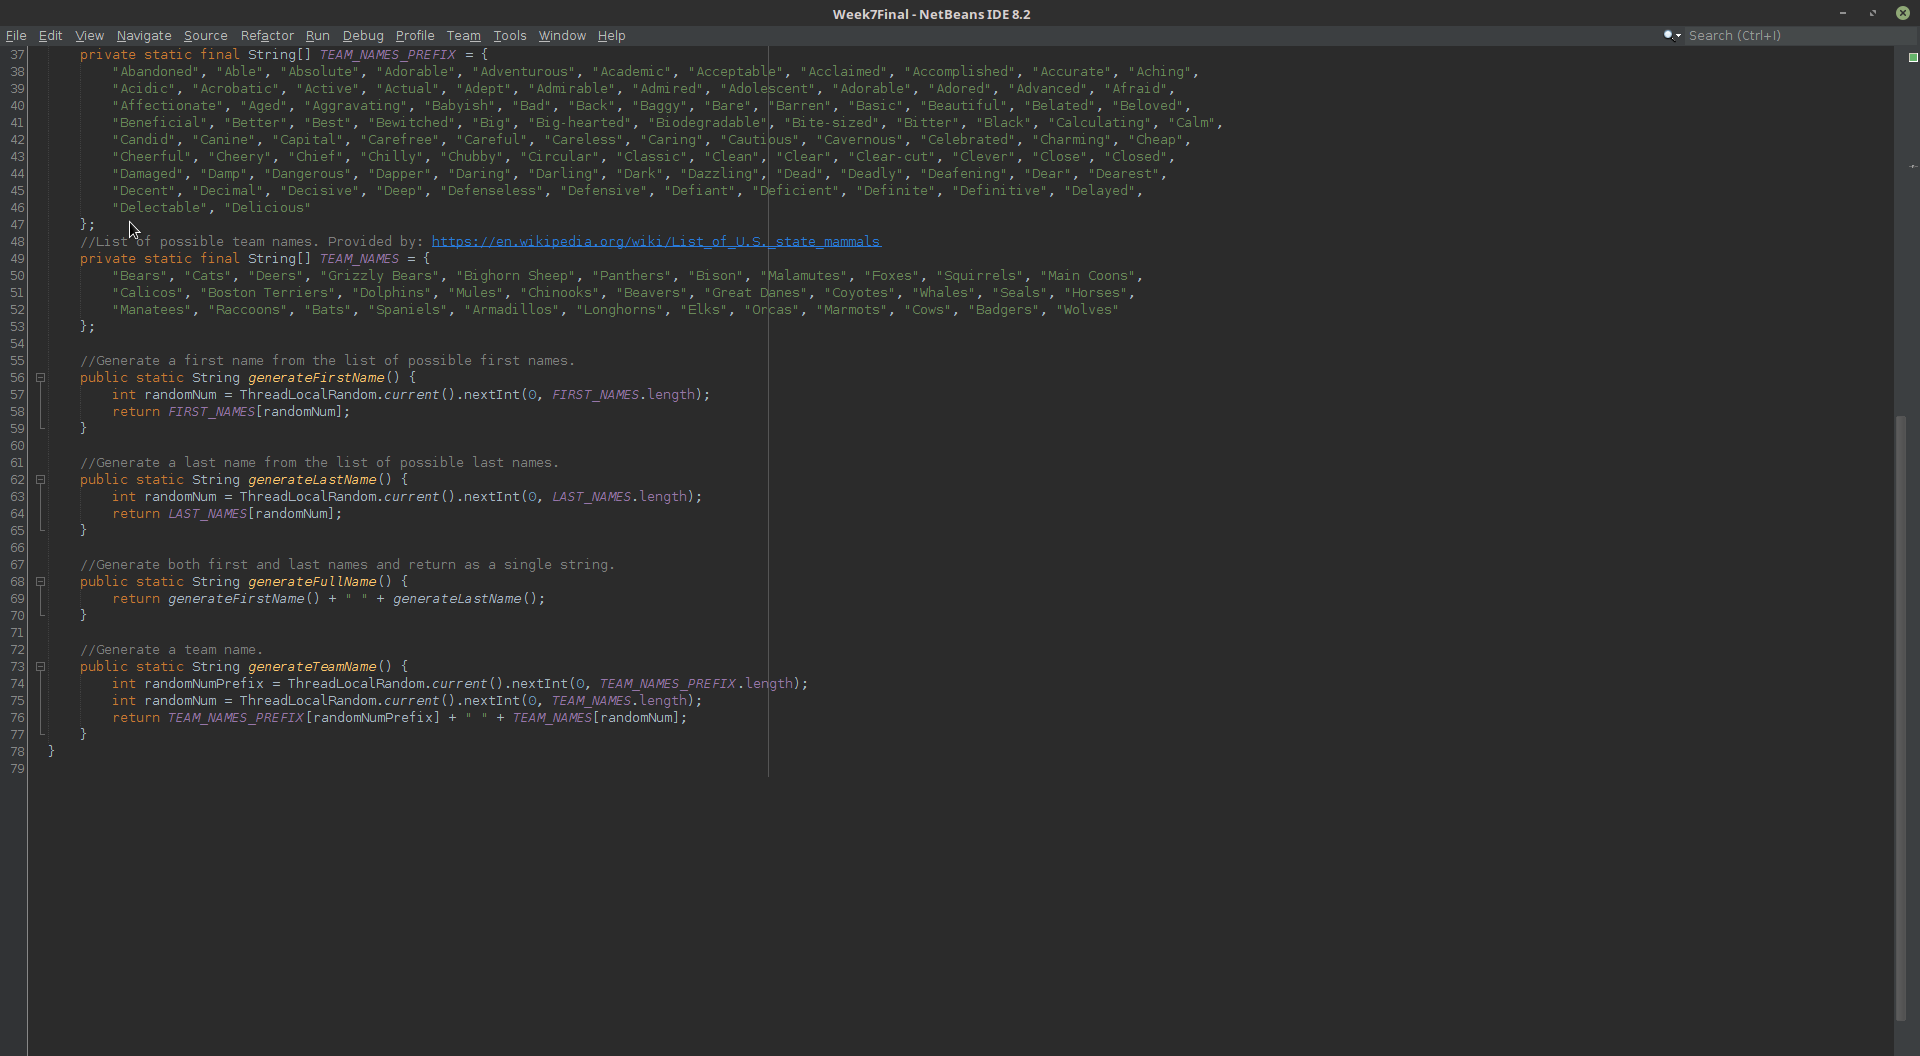 Week7Final - NetBeans IDE 8.2
File Edit View Navigate Source Refactor Run Debug Profile Team Tools Window Help Search (Ctrl+I)
37 private static final String[] TEAM_NAMES_PREFIX = {
38 "Abandoned", "Able", "Absolute", "Adorable", "Adventurous", "Academic", "Acceptable", "Acclaimed", "Accomplished", "Accurate", "Aching",
39 "Acidic", "Acrobatic", "Active", "Actual", "Adept", "Admirable", "Admired", "Adolescent", "Adorable", "Adored", "Advanced", "Afraid",
40 "Affectionate", "Aged", "Aggravating", "Babyish", "Bad", "Back", "Baggy", "Bare", "Barren", "Basic", "Beautiful", "Belated", "Beloved",
41 "Beneficial", "Better", "Best", "Bewitched", "Big", "Big-hearted", "Biodegradable", "Bite-sized", "Bitter", "Black", "Calculating", "Calm",
42 "Candid", "Canine", "Capital", "Carefree", "Careful", "Careless", "Caring", "Cautious", "Cavernous", "Celebrated", "Charming", "Cheap",
43 "Cheerful", "Cheery", "Chief", "Chilly", "Chubby", "Circular", "Classic", "Clean", "Clear", "Clear-cut", "Clever", "Close", "Closed",
44 "Damaged", "Damp", "Dangerous", "Dapper", "Daring", "Darling", "Dark", "Dazzling", "Dead", "Deadly", "Deafening", "Dear", "Dearest",
45 "Decent", "Decimal", "Decisive", "Deep", "Defenseless", "Defensive", "Defiant", "Deficient", "Definite", "Definitive", "Delayed",
46 "Delectable", "Delicious"
47 };
48 //List of possible team names. Provided by: https://en.wikipedia.org/wiki/List_of_U.S._state_mammals
49 private static final String[] TEAM_NAMES = {
50 "Bears", "Cats", "Deers", "Grizzly Bears", "Bighorn Sheep", "Panthers", "Bison", "Malamutes", "Foxes", "Squirrels", "Main Coons",
51 "Calicos", "Boston Terriers", "Dolphins", "Mules", "Chinooks", "Beavers", "Great Danes", "Coyotes", "Whales", "Seals", "Horses",
52 "Manatees", "Raccoons", "Bats", "Spaniels", "Armadillos", "Longhorns", "Elks", "Orcas", "Marmots", "Cows", "Badgers", "Wolves"
53 };
54
55 //Generate a first name from the list of possible first names.
56 public static String generateFirstName() {
57 int randomNum = ThreadLocalRandom.current().nextInt(0, FIRST_NAMES.length);
58 return FIRST_NAMES[randomNum];
59 }
60
61 //Generate a last name from the list of possible last names.
62 public static String generateLastName() {
63 int randomNum = ThreadLocalRandom.current().nextInt(0, LAST_NAMES.length);
64 return LAST_NAMES[randomNum];
65 }
66
67 //Generate both first and last names and return as a single string.
68 public static String generateFullName() {
69 return generateFirstName() + " " + generateLastName();
70 }
71
72 //Generate a team name.
73 public static String generateTeamName() {
74 int randomNumPrefix = ThreadLocalRandom.current().nextInt(0, TEAM_NAMES_PREFIX.length);
75 int randomNum = ThreadLocalRandom.current().nextInt(0, TEAM_NAMES.length);
76 return TEAM_NAMES_PREFIX[randomNumPrefix] + " " + TEAM_NAMES[randomNum];
77 }
78 }
79